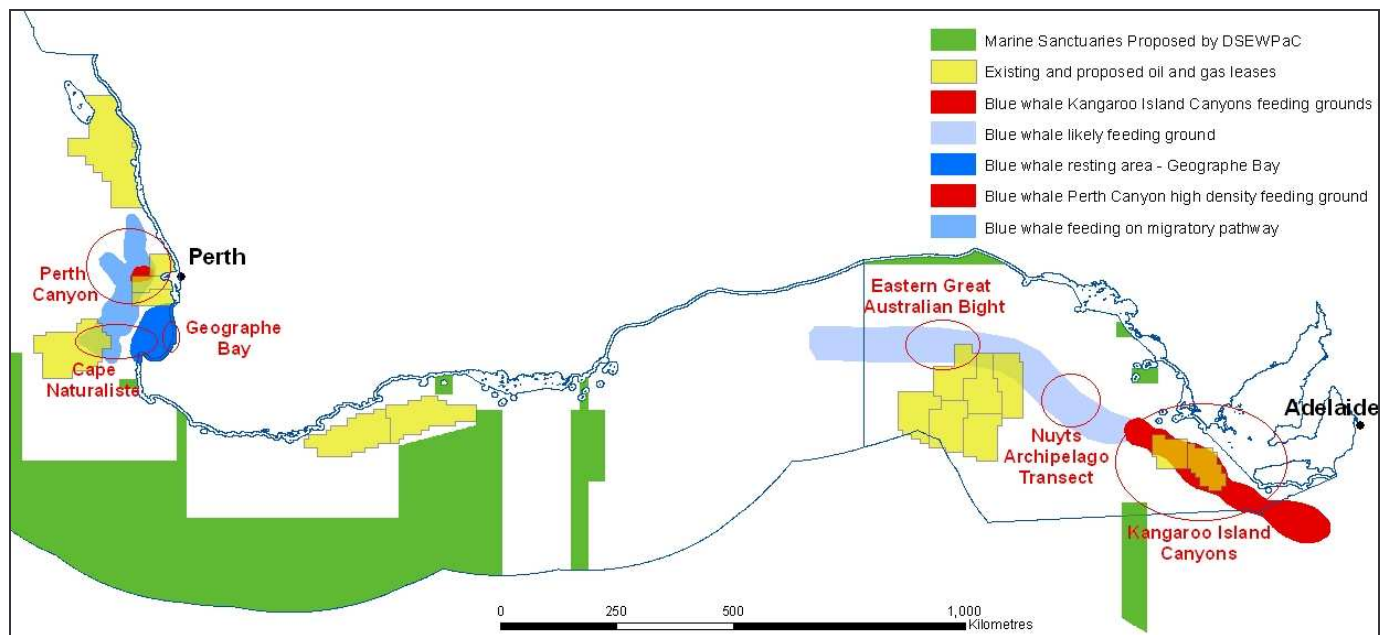 Marine Sanctuaries Proposed by DSEWPaC
Existing and proposed oil and gas leases
Blue whale Kangaroo Island Canyons feeding grounds
Blue whale likely feeding ground
Blue whale resting area - Geographe Bay
Blue whale Perth Canyon high density feeding ground
Blue whale feeding on migratory pathway
Perth
Perth
Canyon
Geographe
Bay
Cape
Naturaliste
Eastern Great
Australian Bight
Adelaide
Nuyts
Archipelago
Transect
Kangaroo Island
Canyons
0 250 500 1,000
Kilometres